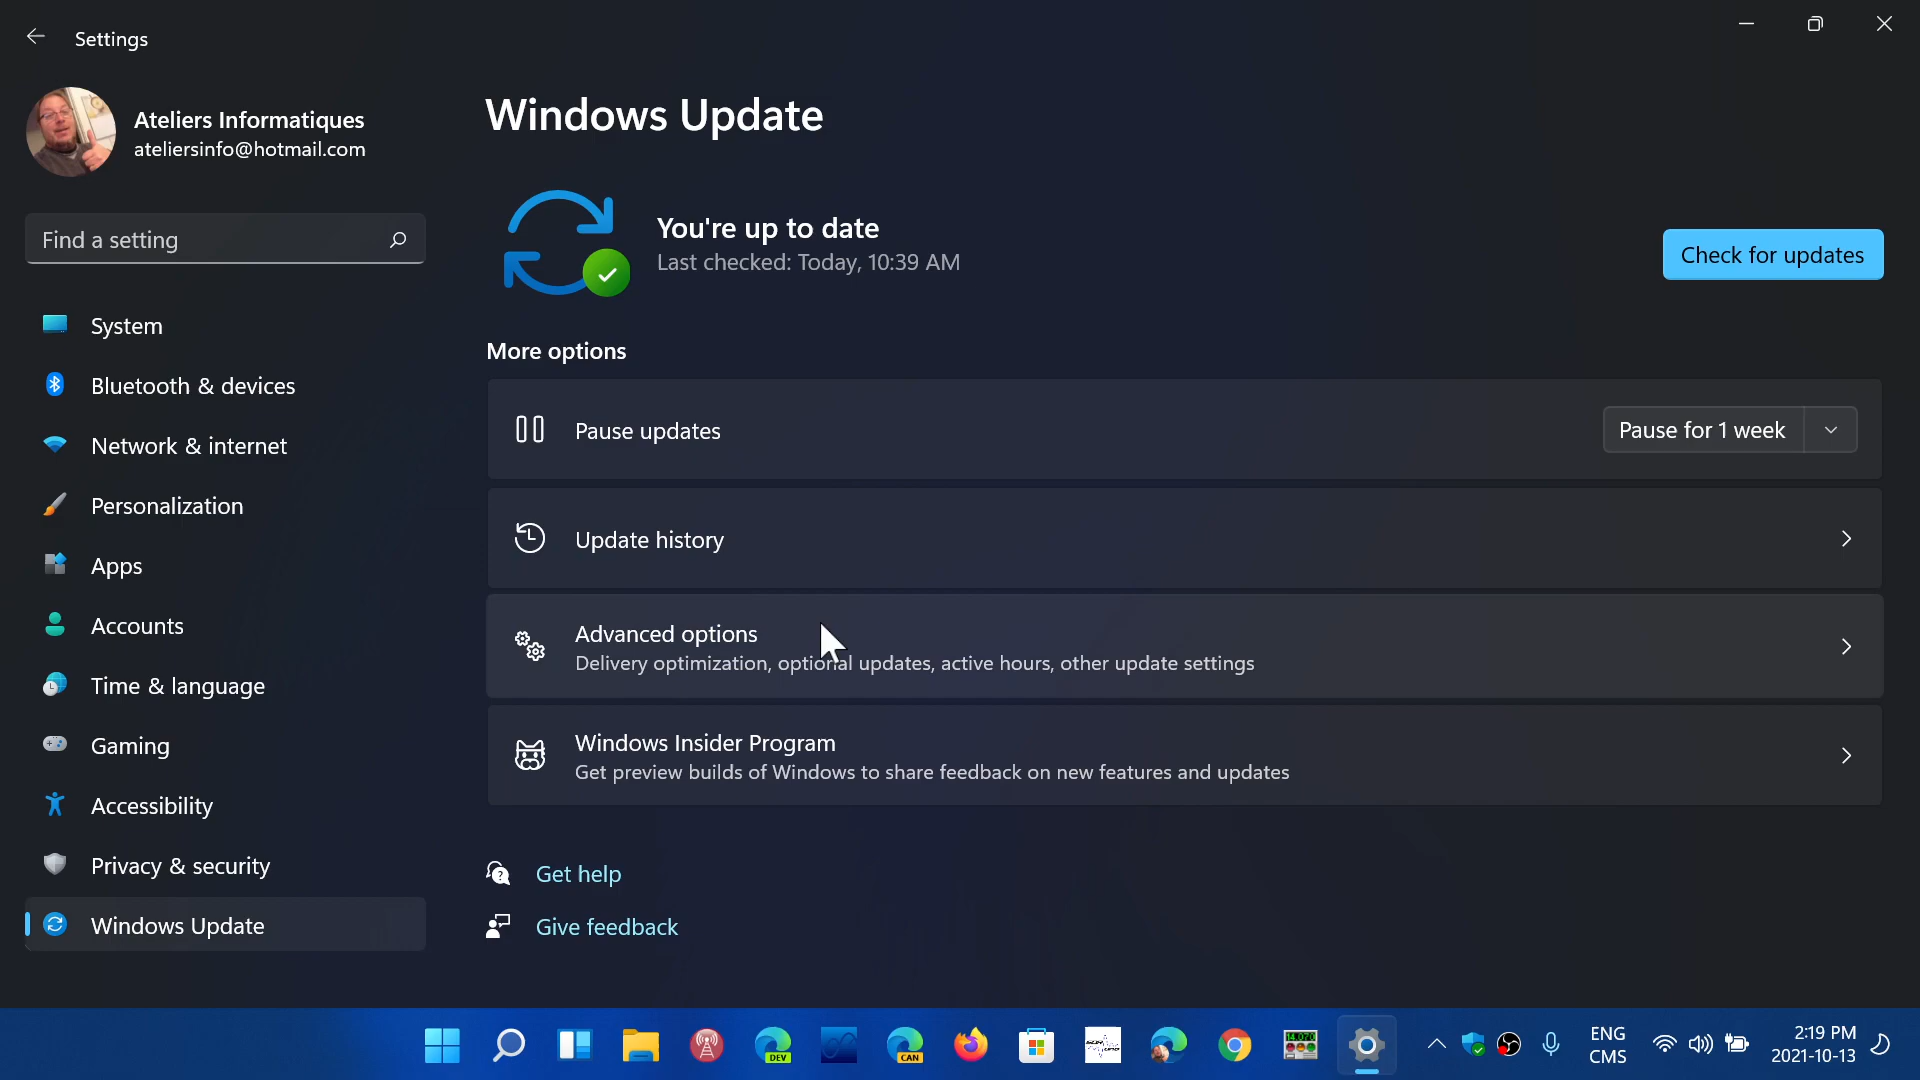 Settings
Ateliers Informatiques
ateliersinfo@hotmail.com
Find a setting
System
Bluetooth & devices
Network & internet
Personalization
Apps
Accounts
Time & language
Gaming
Accessibility
Privacy & security
Windows Update
Windows Update
You're up to date
Last checked: Today, 10:39 AM
Check for updates
More options
Pause updates
Pause for 1 week
Update history
Advanced options
Delivery optimization, optional updates, active hours, other update settings
Windows Insider Program
Get preview builds of Windows to share feedback on new features and updates
Get help
Give feedback
DEV
CAN
ENG
CMS
2:19 PM
2021-10-13